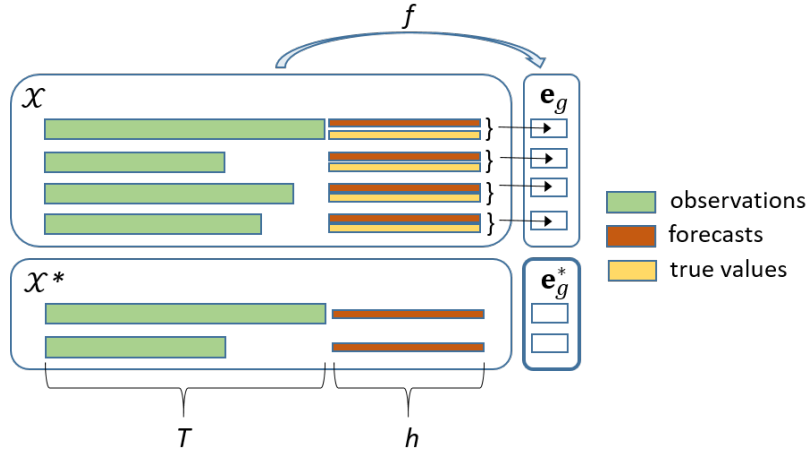 f
𝒳
e_g
}
}
}
}
observations
forecasts
true values
𝒳*
e*_g
T
h